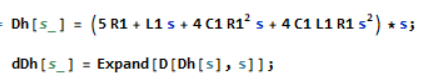 = Dh[s_] = (5 R1 + L1 s + 4 C1 R1² s + 4 C1 L1 R1 s²) * s;
dDh[s_] = Expand[D[Dh[s], s]];